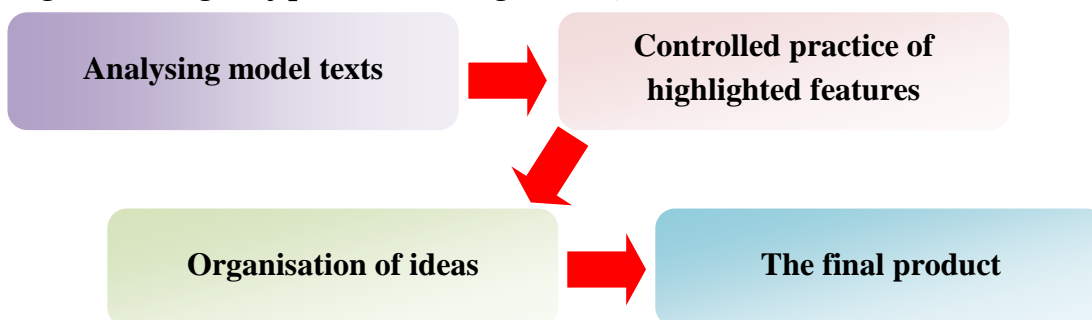 Analysing model texts
Controlled practice of
highlighted features
Organisation of ideas
The final product